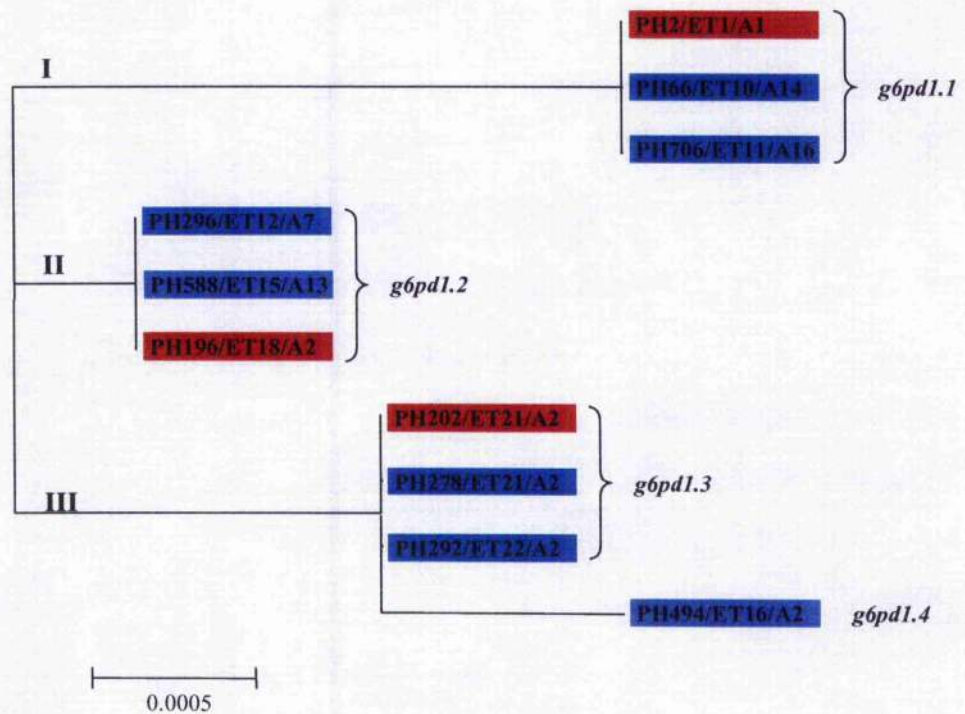 I
PH2/ET1/A1
PH66/ET10/A14
PH706/ET11/A16
g6pd1.1
II
PH296/ET12/A7
PH588/ET15/A13
PH196/ET18/A2
g6pd1.2
III
PH202/ET21/A2
PH278/ET21/A2
PH292/ET22/A2
g6pd1.3
PH494/ET16/A2
g6pd1.4
0.0005